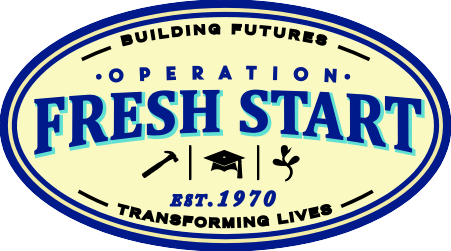 BUILDING FUTURES
·OPERATION·
FRESH START
EST. 1970
TRANSFORMING LIVES